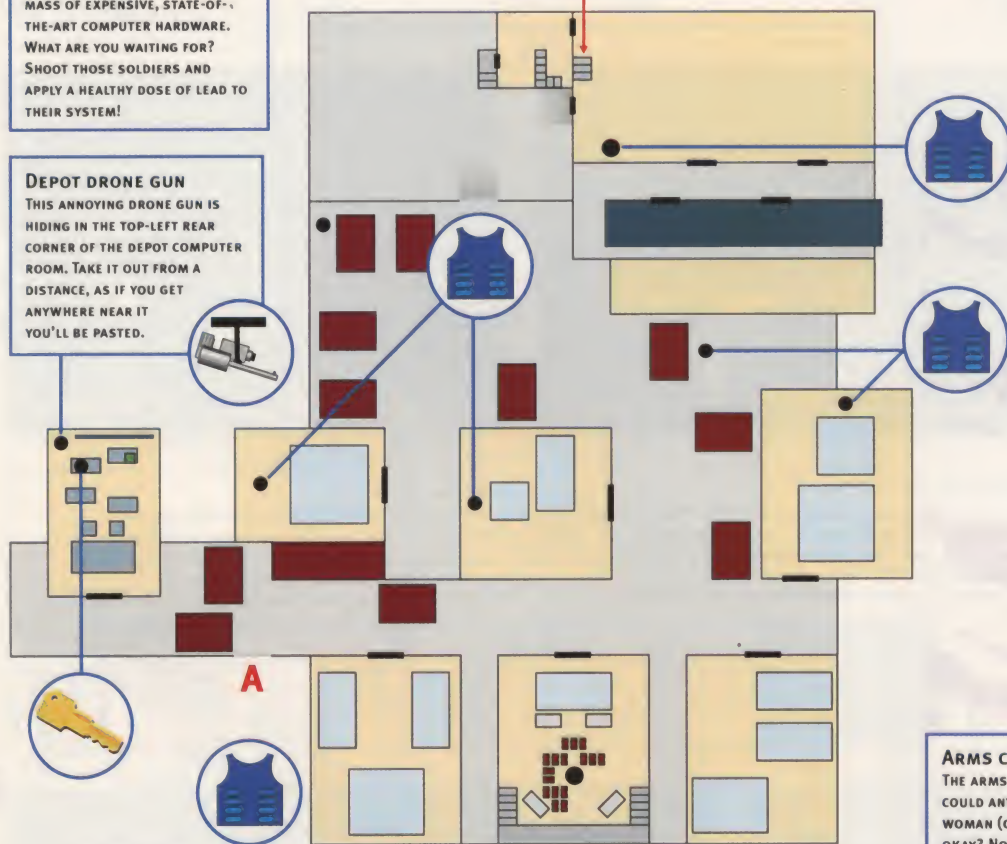 MASS OF EXPENSIVE, STATE-OF-
THE-ART COMPUTER HARDWARE.
WHAT ARE YOU WAITING FOR?
SHOOT THOSE SOLDIERS AND
APPLY A HEALTHY DOSE OF LEAD TO
THEIR SYSTEM!
DEPOT DRONE GUN
THIS ANNOYING DRONE GUN IS
HIDING IN THE TOP-LEFT REAR
CORNER OF THE DEPOT COMPUTER
ROOM. TAKE IT OUT FROM A
DISTANCE, AS IF YOU GET
ANYWHERE NEAR IT
YOU'LL BE PASTED.
A
ARMS
THE ARMS
COULD
WOMAN